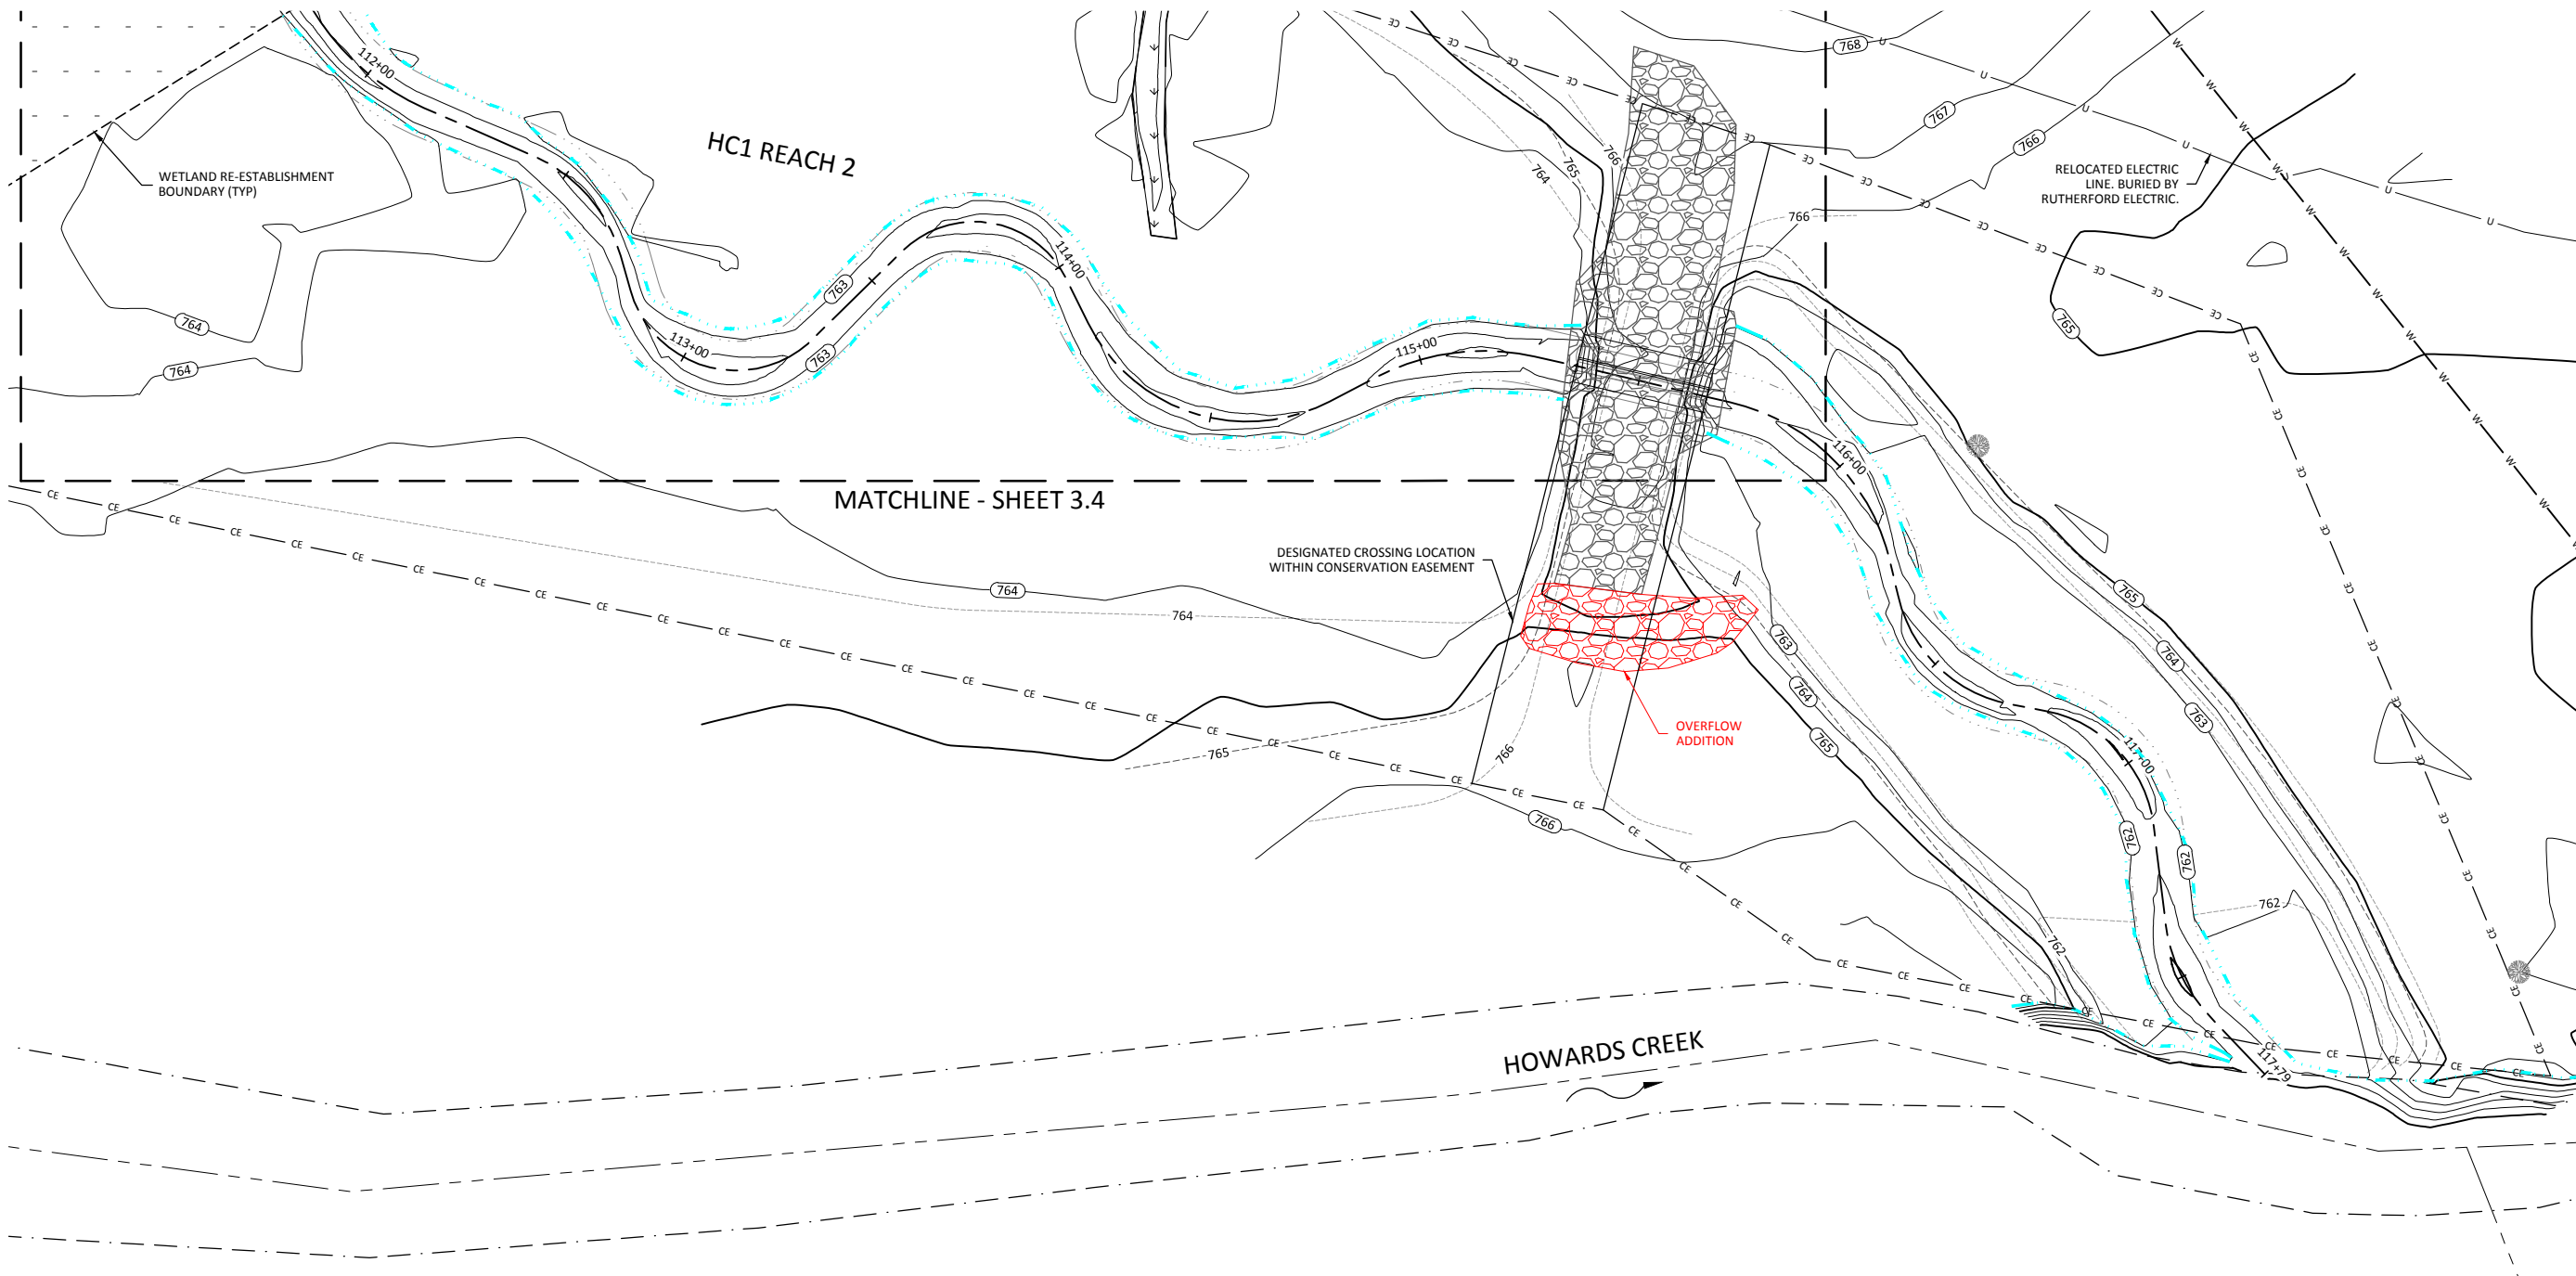 112+00
HC1 REACH 2
WETLAND RE-ESTABLISHMENT
BOUNDARY (TYP)
764
764
113+00
763
763
114+00
115+00
764
765
766
CE
768
767
766
766
U
W
RELOCATED ELECTRIC
LINE. BURIED BY
RUTHERFORD ELECTRIC.
765
116+00
MATCHLINE - SHEET 3.4
DESIGNATED CROSSING LOCATION
WITHIN CONSERVATION EASEMENT
764
764
765
766
766
OVERFLOW
ADDITION
763
764
765
765
764
763
117+00
762
762
762
762
117+79
HOWARDS CREEK